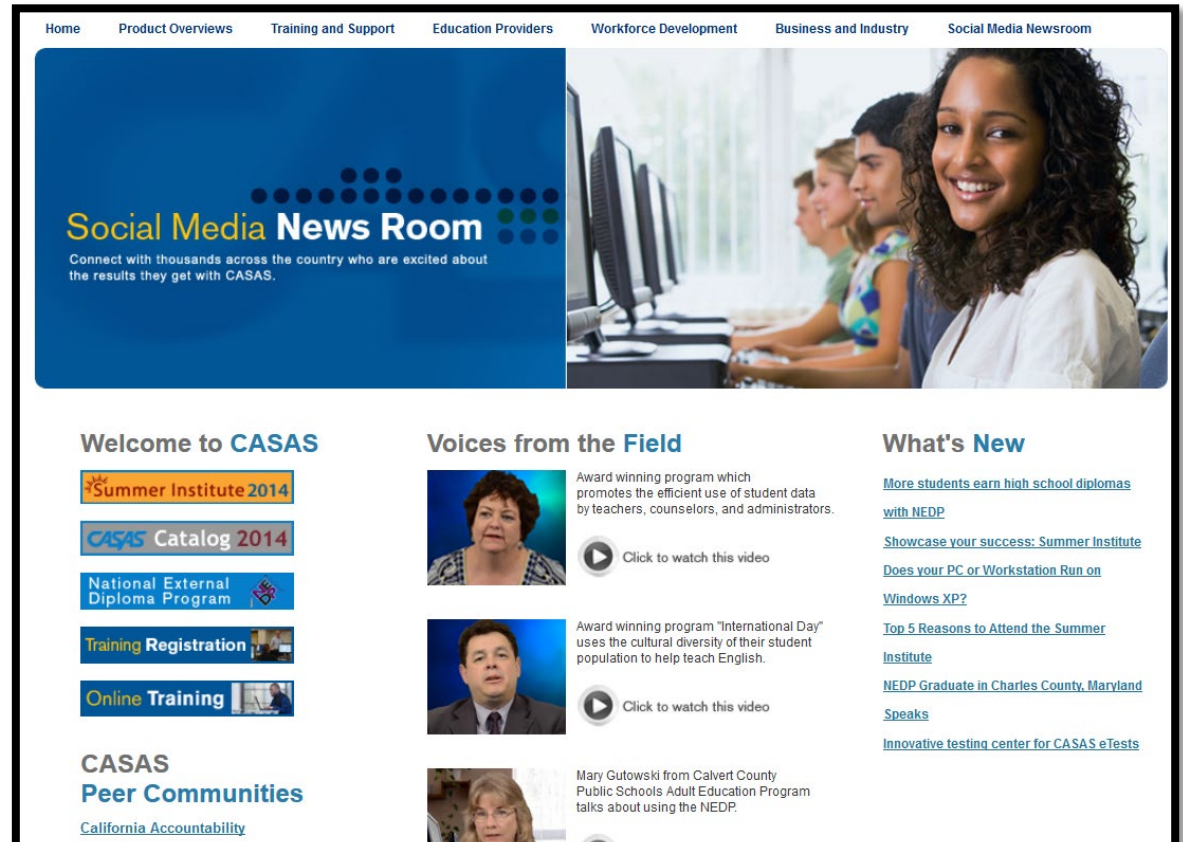 Home Product Overviews Training and Support Education Providers Workforce Development Business and Industry Social Media Newsroom
Social Media News Room
Connect with thousands across the country who are excited about
the results they get with CASAS.
Welcome to CASAS
Summer Institute 2014
CASAS Catalog 2014
National External
Diploma Program
Training Registration
Online Training
CASAS
Peer Communities
California Accountability
Voices from the Field
Award winning program which
promotes the efficient use of student data
by teachers, counselors, and administrators.
Click to watch this video
Award winning program "International Day"
uses the cultural diversity of their student
population to help teach English.
Click to watch this video
Mary Gutowski from Calvert County
Public Schools Adult Education Program
talks about using the NEDP.
What's New
More students earn high school diplomas
with NEDP
Showcase your success: Summer Institute
Does your PC or Workstation Run on
Windows XP?
Top 5 Reasons to Attend the Summer
Institute
NEDP Graduate in Charles County, Maryland
Speaks
Innovative testing center for CASAS eTests